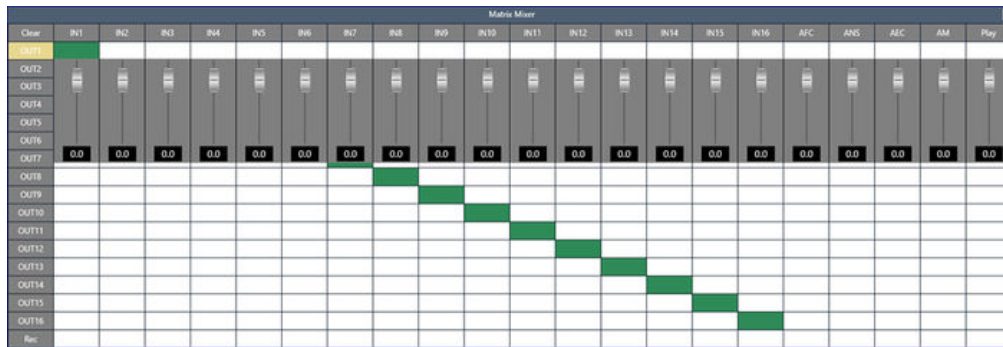 Matrix Mixer
Clear IN1 IN2 IN3 IN4 IN5 IN6 IN7 IN8 IN9 IN10 IN11 IN12 IN13 IN14 IN15 IN16 AFC ANS AEC AM Play
OUT1
OUT2
OUT3
OUT4
OUT5
OUT6
OUT7 0.0 0.0 0.0 0.0 0.0 0.0 0.0 0.0 0.0 0.0 0.0 0.0 0.0 0.0 0.0 0.0 0.0 0.0 0.0 0.0 0.0
OUT8
OUT9
OUT10
OUT11
OUT12
OUT13
OUT14
OUT15
OUT16
Rec